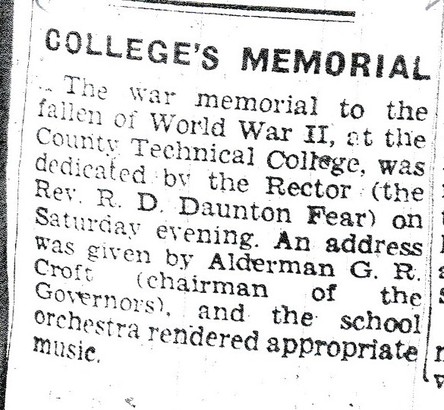 COLLEGE'S MEMORIAL
The war memorial to the
fallen of World War II, at the
County Technical College, was
dedicated by the Rector (the
Rev. R. D. Daunton Fear) on
Saturday evening. An address
was given by Alderman G. R.
Croft (chairman of the
Governors), and the school
orchestra rendered appropriate
music.